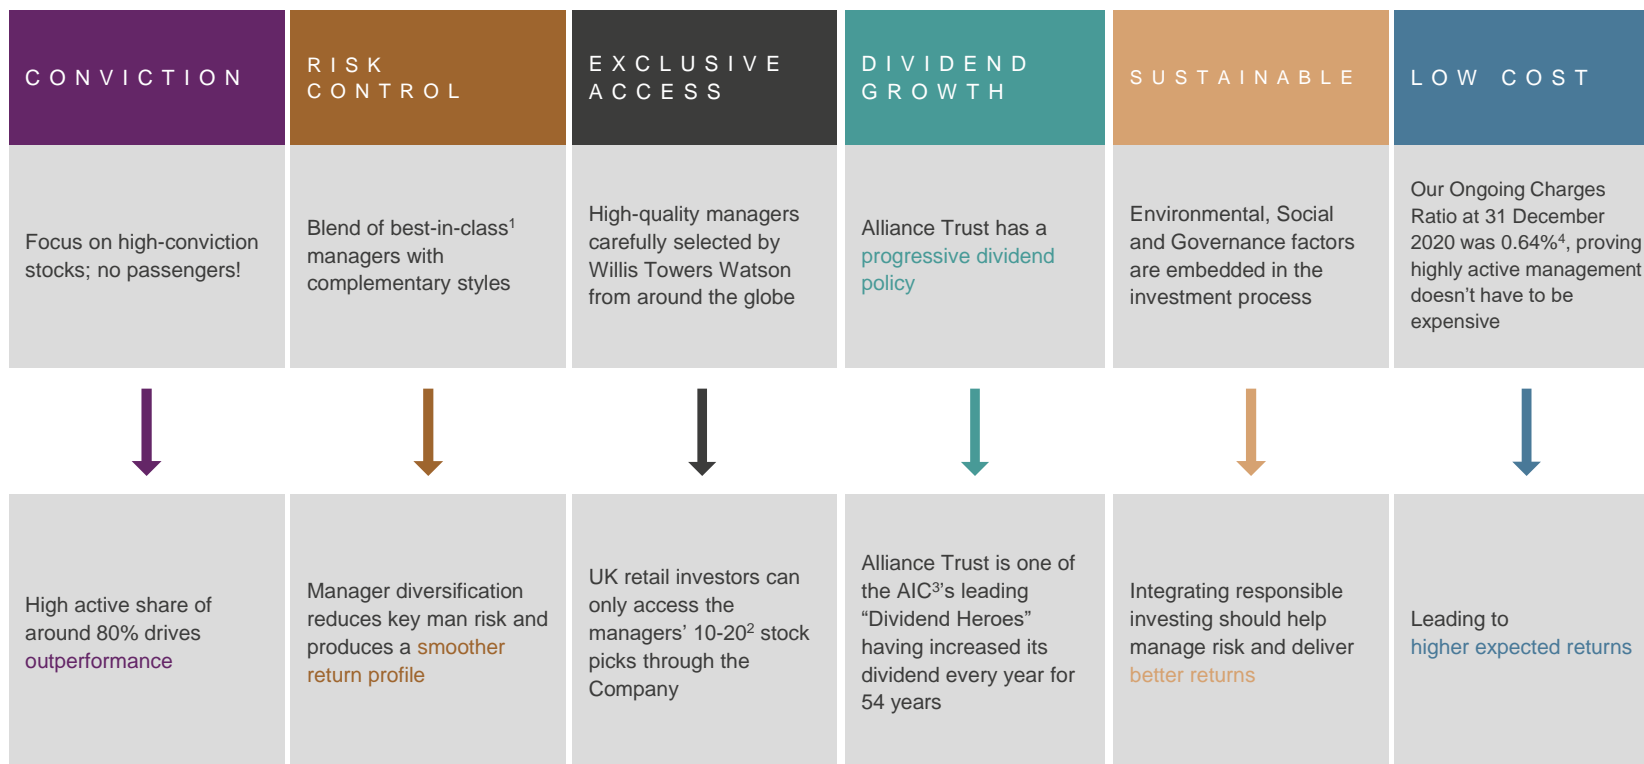 CONVICTION
RISK
CONTROL
EXCLUSIVE
ACCESS
DIVIDEND
GROWTH
SUSTAINABLE
LOW COST
Focus on high-conviction
stocks; no passengers!
Blend of best-in-class¹
managers with
complementary styles
High-quality managers
carefully selected by
Willis Towers Watson
from around the globe
Alliance Trust has a
progressive dividend
policy
Environmental, Social
and Governance factors
are embedded in the
investment process
Our Ongoing Charges
Ratio at 31 December
2020 was 0.64%⁴, proving
highly active management
doesn’t have to be
expensive
High active share of
around 80% drives
outperformance
Manager diversification
reduces key man risk and
produces a smoother
return profile
UK retail investors can
only access the
managers’ 10-20² stock
picks through the
Company
Alliance Trust is one of
the AIC³’s leading
“Dividend Heroes”
having increased its
dividend every year for
54 years
Integrating responsible
investing should help
manage risk and deliver
better returns
Leading to
higher expected returns